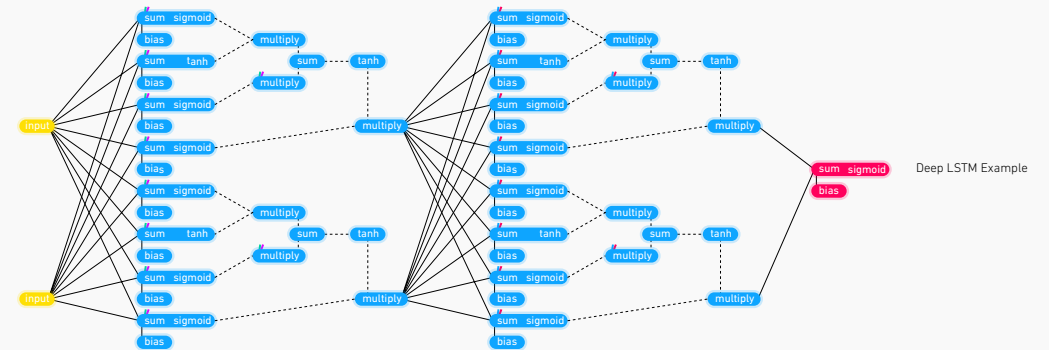 sum sigmoid sum sigmoid
bias multiply bias multiply
sum tanh sum tanh sum tanh sum tanh
bias multiply bias multiply
sum sigmoid sum sigmoid
input bias multiply bias multiply
sum sigmoid sum sigmoid
bias bias sum sigmoid Deep LSTM Example
sum sigmoid sum sigmoid bias
bias multiply bias multiply
sum tanh sum tanh sum tanh sum tanh
bias multiply bias multiply
sum sigmoid sum sigmoid
input bias multiply bias multiply
sum sigmoid sum sigmoid
bias bias